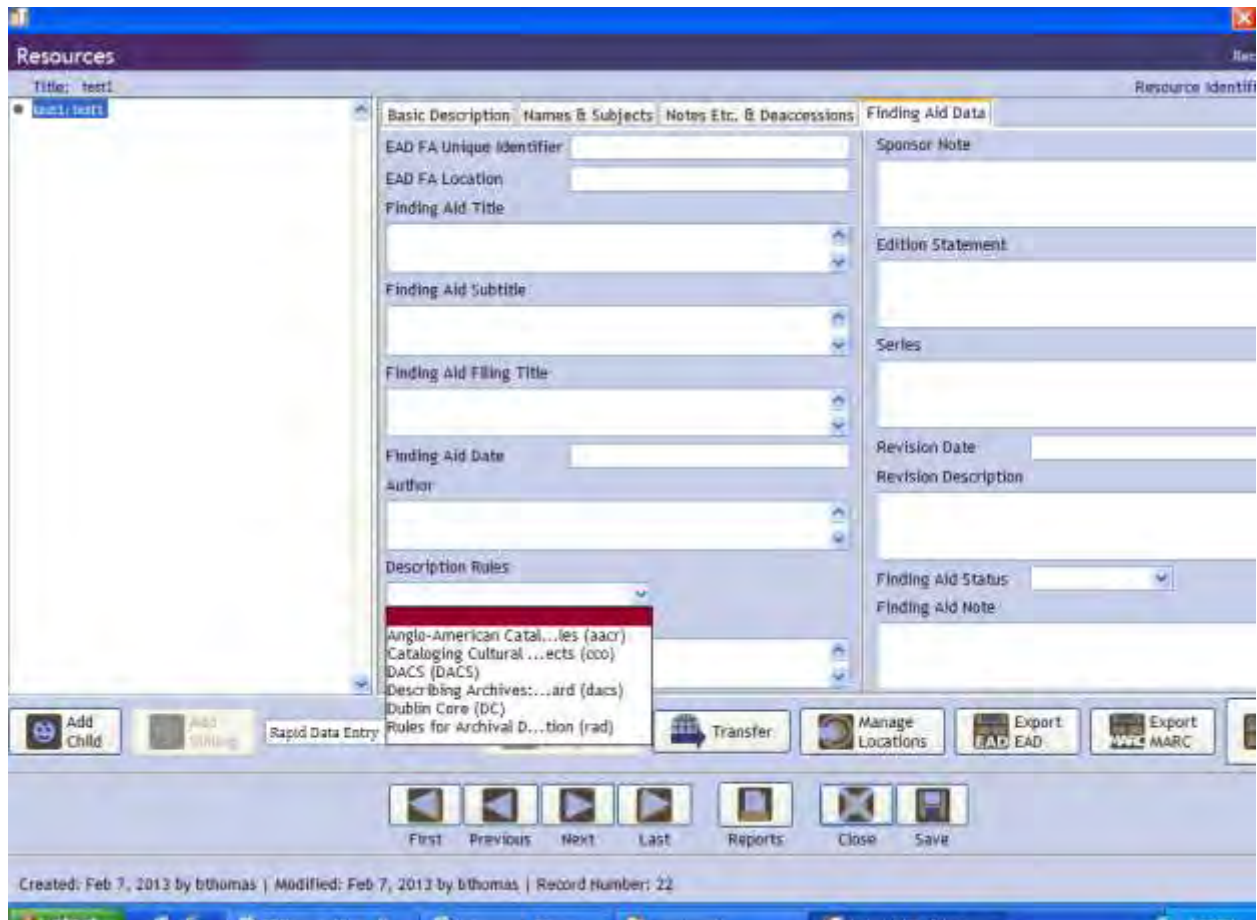 Resources
Title: test1
Resource Identifi
test1: test1
Basic Description
Names & Subjects
Notes Etc. & Deaccessions
Finding Aid Data
EAD FA Unique Identifier
EAD FA Location
Finding Aid Title
Finding Aid Subtitle
Finding Aid Filing Title
Finding Aid Date
Author
Description Rules
Anglo-American Catal...les (aacr)
Cataloging Cultural ...ects (cco)
DACS (DACS)
Describing Archives:...ard (dacs)
Dublin Core (DC)
Rules for Archival D...tion (rad)
Sponsor Note
Edition Statement
Series
Revision Date
Revision Description
Finding Aid Status
Finding Aid Note
Add Child
Add Sibling
Rapid Data Entry
Transfer
Manage Locations
EAD
Export EAD
Export MARC
First
Previous
Next
Last
Reports
Close
Save
Created: Feb 7, 2013 by bthomas | Modified: Feb 7, 2013 by bthomas | Record Number: 22